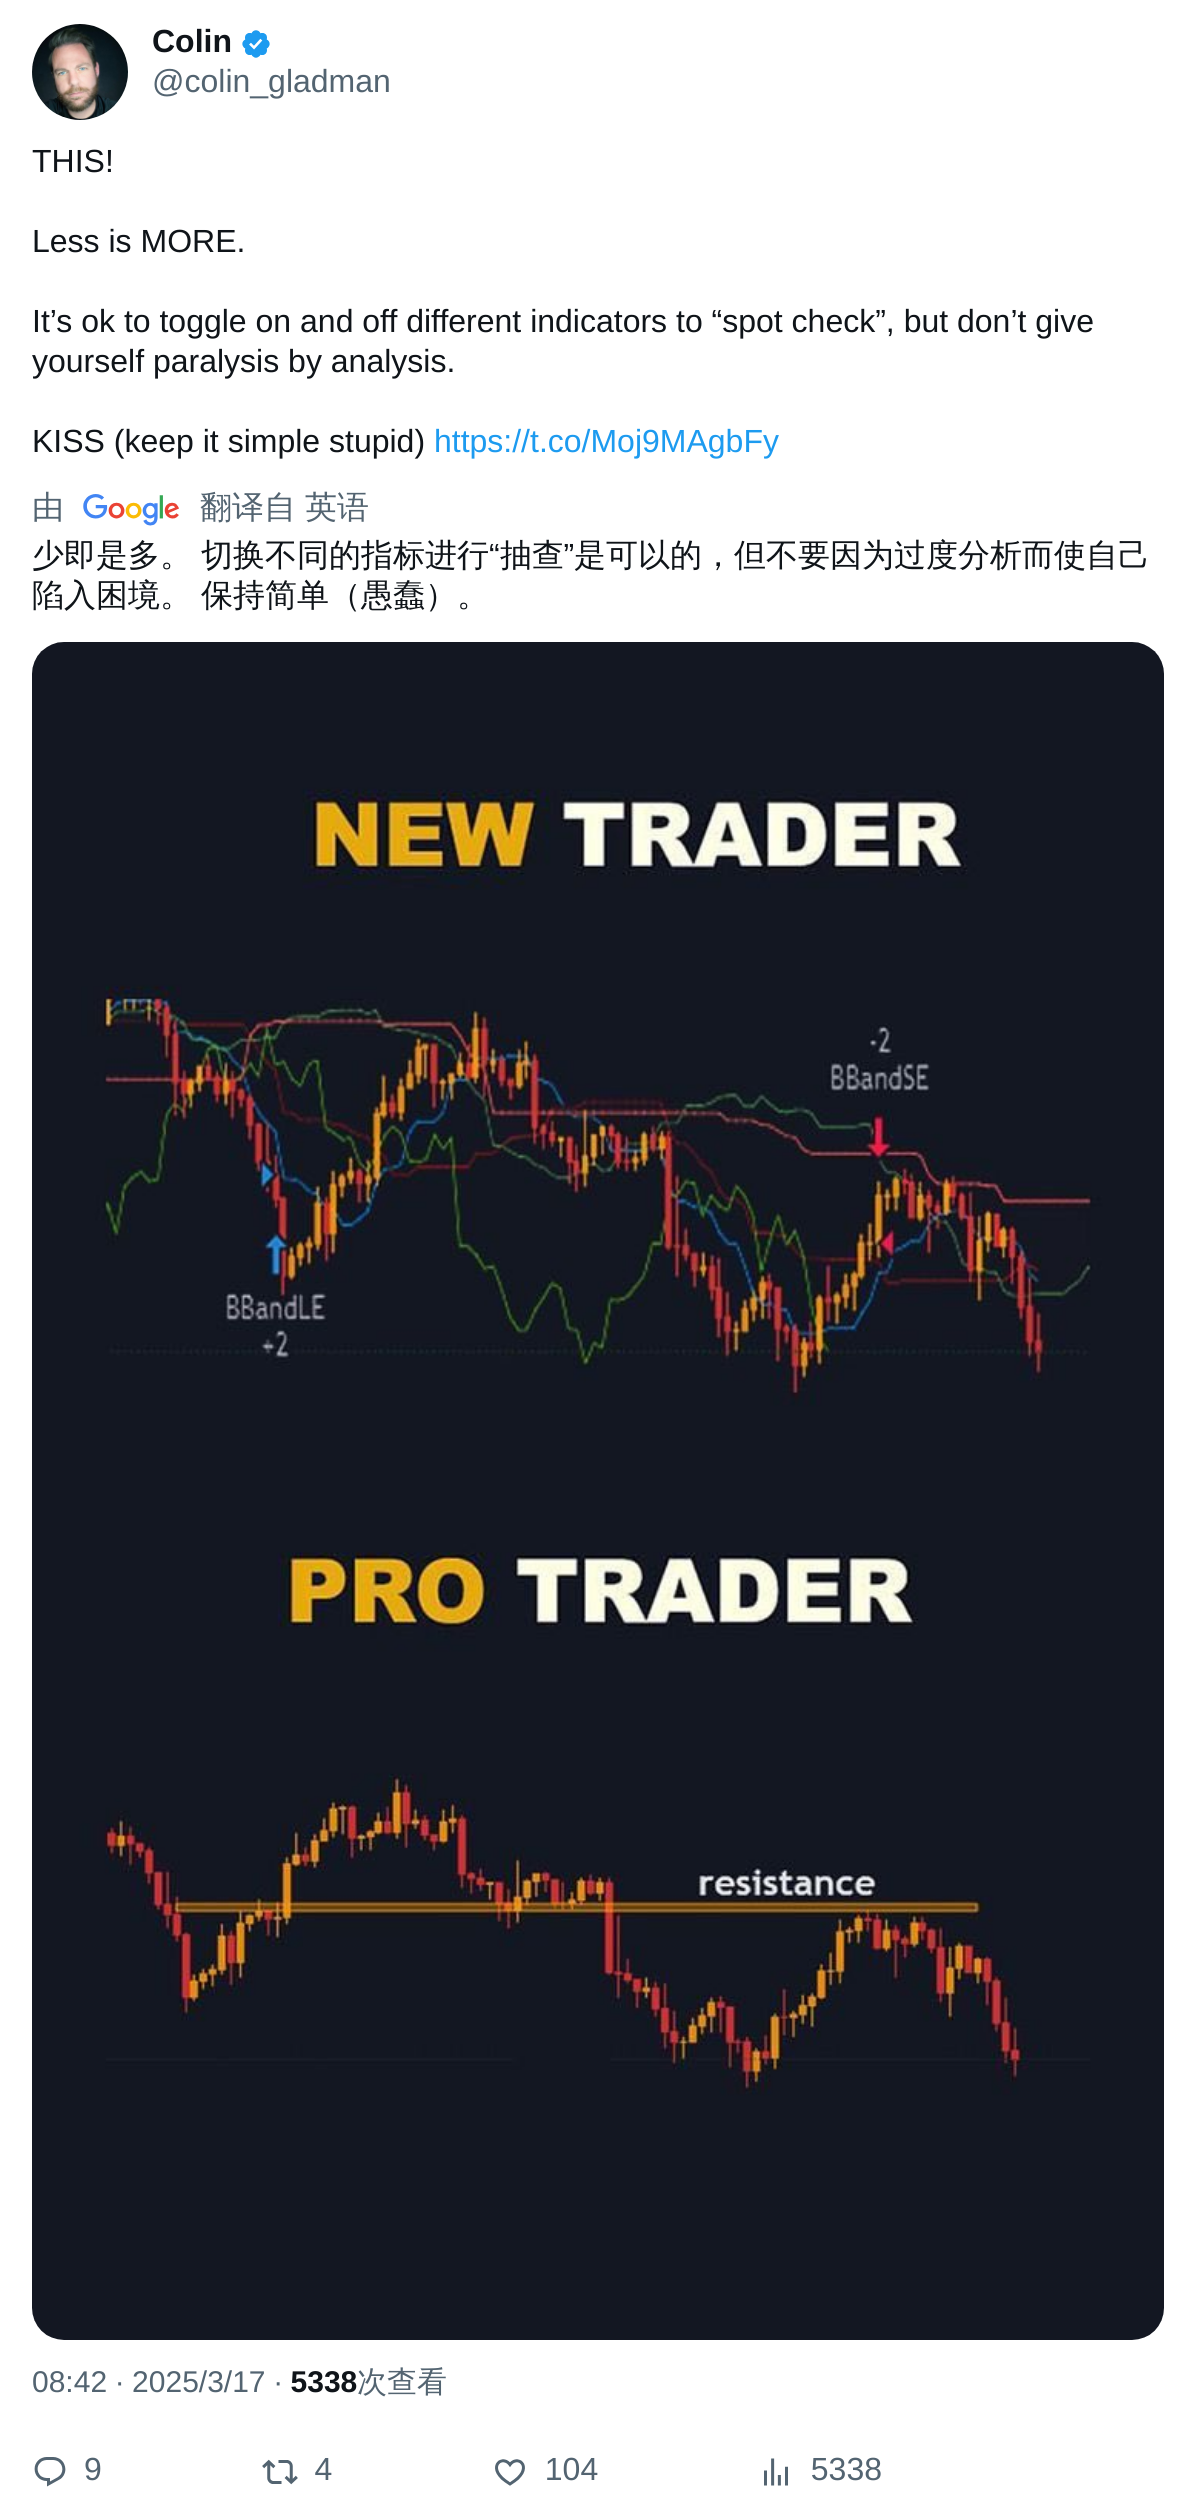 Colin
@colin_gladman
THIS!
Less is MORE.
It’s ok to toggle on and off different indicators to “spot check”, but don’t give
yourself paralysis by analysis.
KISS (keep it simple stupid) https://t.co/Moj9MAgbFy
由 Google 翻译自 英语
少即是多。 切换不同的指标进行“抽查”是可以的，但不要因为过度分析而使自己
陷入困境。 保持简单（愚蠢）。
NEW TRADER
-2
BBandSE
BBandLE
+2
PRO TRADER
resistance
08:42 · 2025/3/17 · 5338次查看
9 4 104 5338